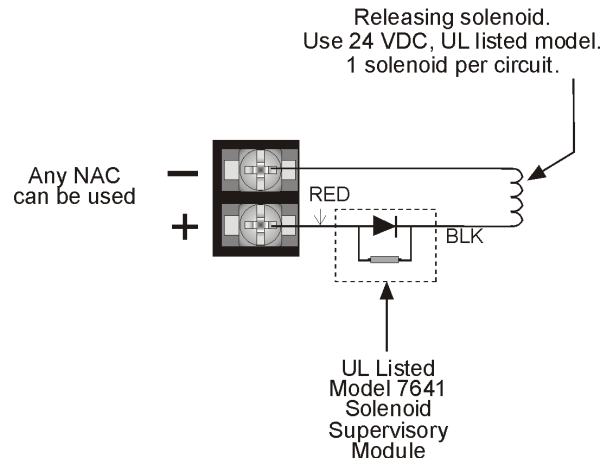 Releasing solenoid.
Use 24 VDC, UL listed model.
1 solenoid per circuit.
Any NAC
can be used
−
+
RED
BLK
UL Listed
Model 7641
Solenoid
Supervisory
Module